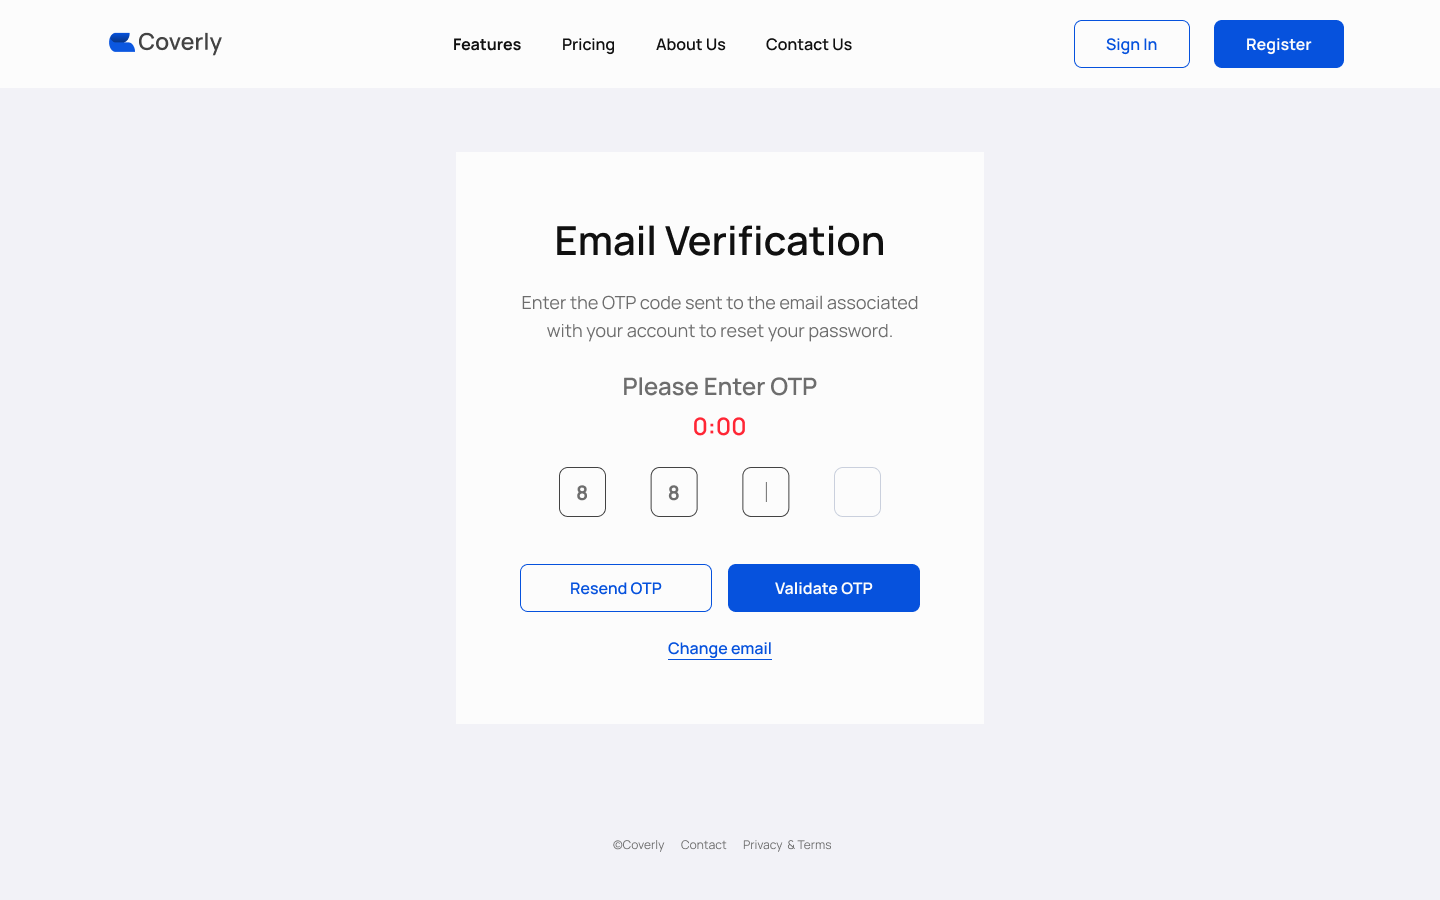 Coverly
Features
Pricing
About Us
Contact Us
Sign In
Register
Email Verification
Enter the OTP code sent to the email associated
with your account to reset your password.
Please Enter OTP
0:00
8
8
Resend OTP
Validate OTP
Change email
©Coverly
Contact
Privacy & Terms